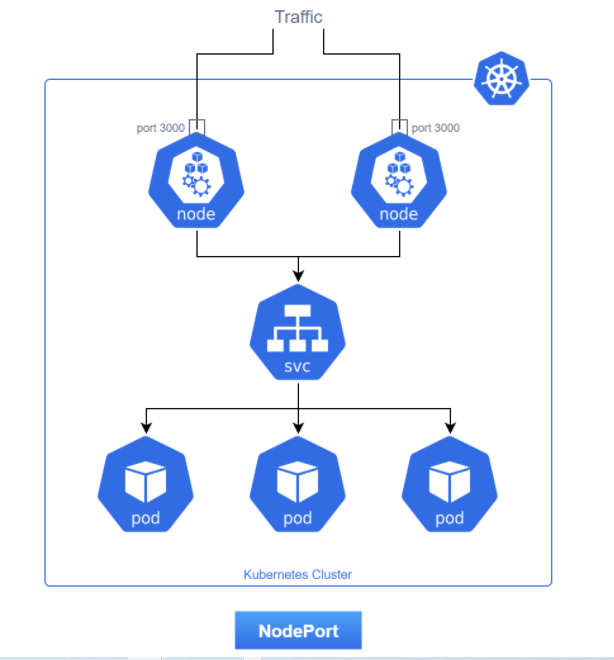 Traffic
port 3000
port 3000
node
node
svc
pod
pod
pod
Kubernetes Cluster
NodePort